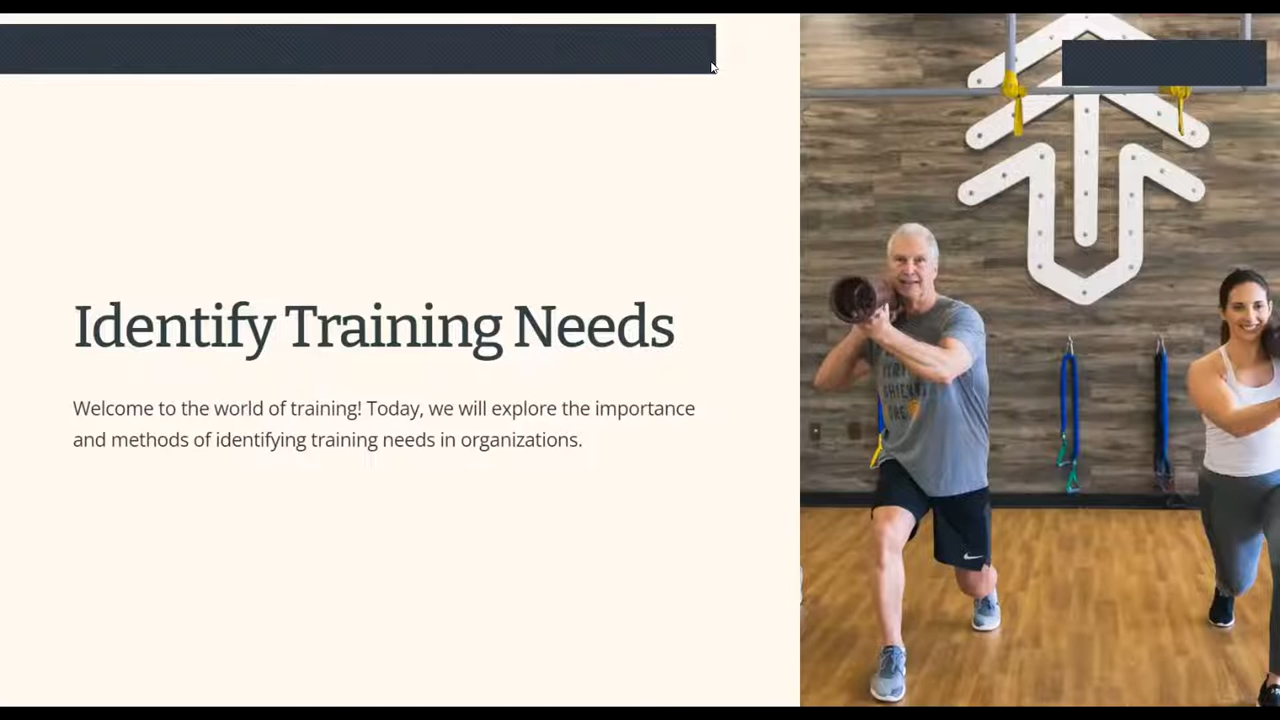 Identify Training Needs
Welcome to the world of training! Today, we will explore the importance
and methods of identifying training needs in organizations.